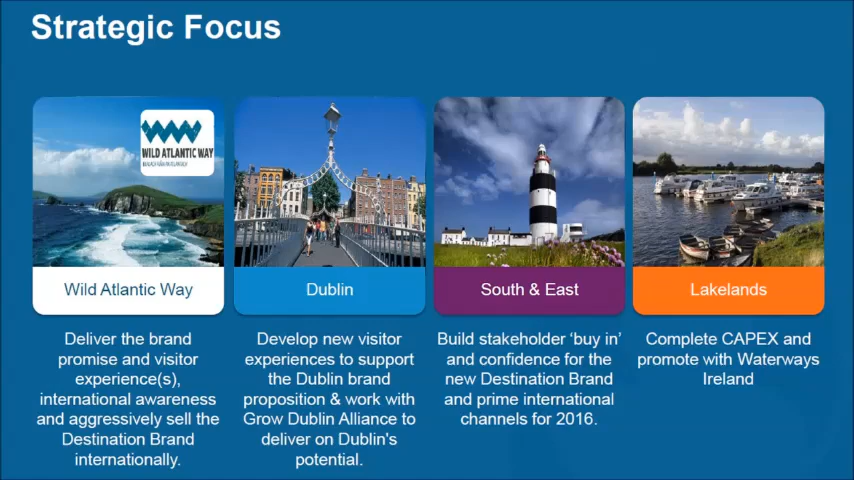 Strategic Focus
WILD ATLANTIC WAY
Wild Atlantic Way
Deliver the brand
promise and visitor
experience(s),
international awareness
and aggressively sell the
Destination Brand
internationally.
Dublin
Develop new visitor
experiences to support
the Dublin brand
proposition & work with
Grow Dublin Alliance to
deliver on Dublin's
potential.
South & East
Build stakeholder ‘buy in’
and confidence for the
new Destination Brand
and prime international
channels for 2016.
Lakelands
Complete CAPEX and
promote with Waterways
Ireland